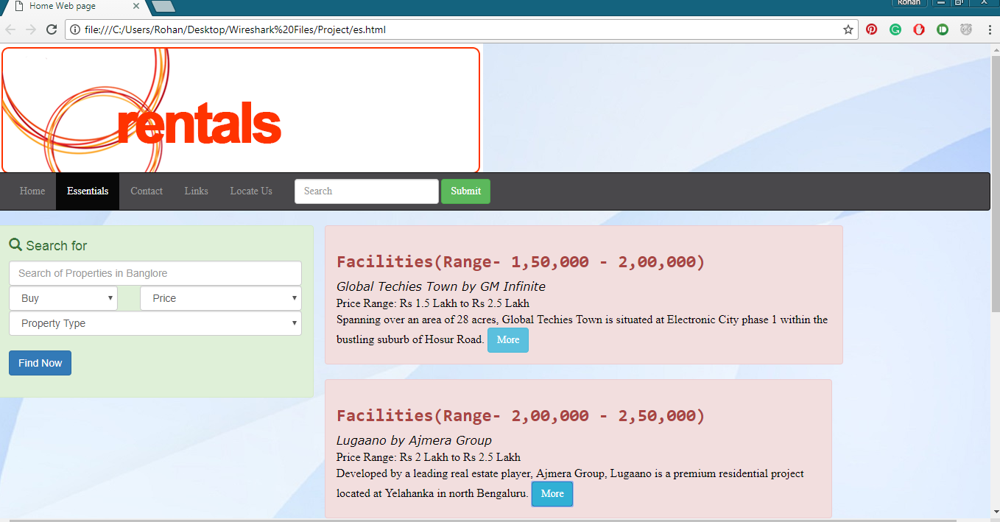 Home Web page
Rohan
file:///C:/Users/Rohan/Desktop/Wireshark%20Files/Project/es.html
rentals
Home Essentials Contact Links Locate Us Search Submit
Search for
Search of Properties in Banglore
Buy Price
Property Type
Find Now
Facilities(Range- 1,50,000 - 2,00,000)
Global Techies Town by GM Infinite
Price Range: Rs 1.5 Lakh to Rs 2.5 Lakh
Spanning over an area of 28 acres, Global Techies Town is situated at Electronic City phase 1 within the
bustling suburb of Hosur Road. More
Facilities(Range- 2,00,000 - 2,50,000)
Lugaano by Ajmera Group
Price Range: Rs 2 Lakh to Rs 2.5 Lakh
Developed by a leading real estate player, Ajmera Group, Lugaano is a premium residential project
located at Yelahanka in north Bengaluru. More